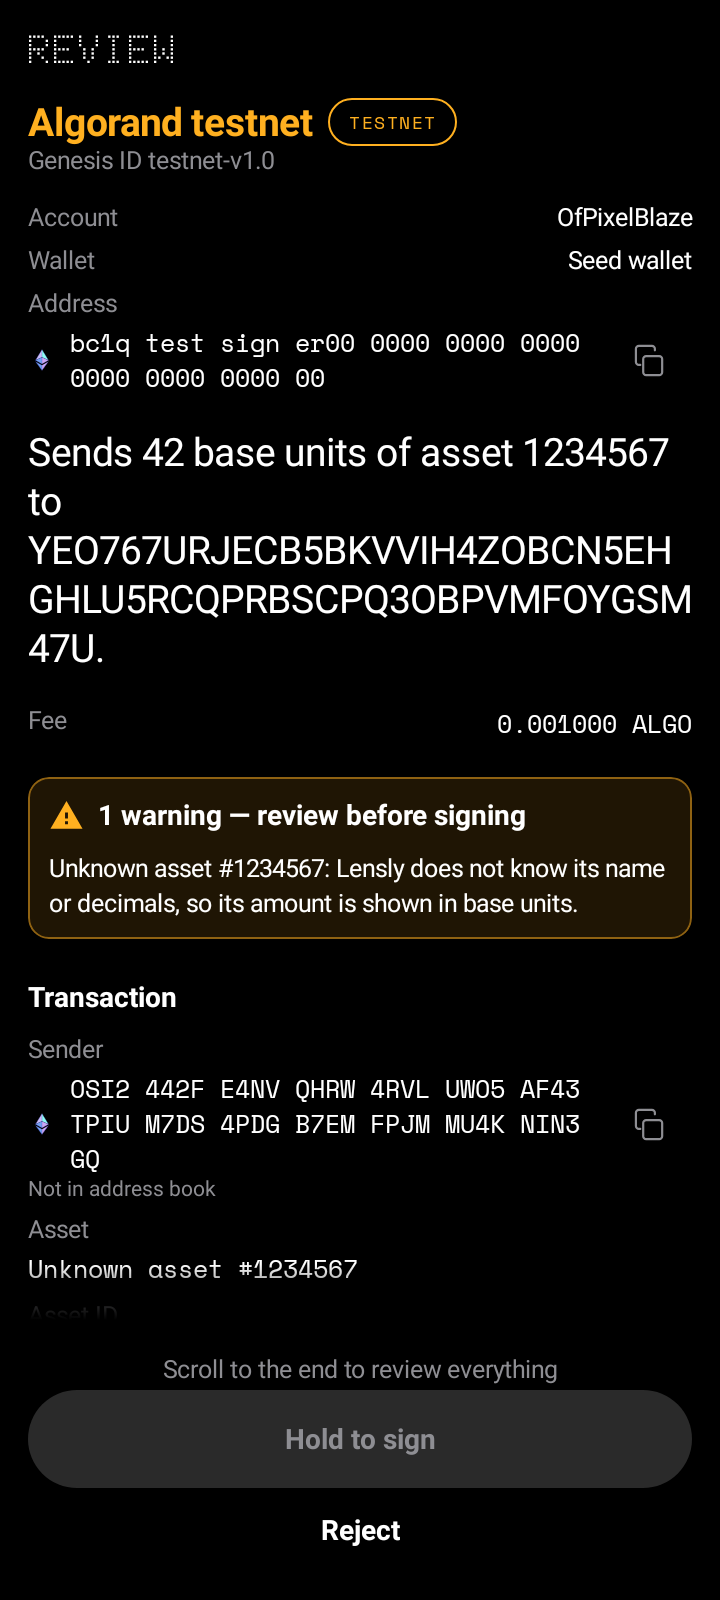 REVIEW
Algorand testnet TESTNET
Genesis ID testnet-v1.0
Account OfPixelBlaze
Wallet Seed wallet
Address
bc1q test sign er00 0000 0000 0000
0000 0000 0000 00
Sends 42 base units of asset 1234567
to
YEO767URJECB5BKVVIH4ZOBCN5EH
GHLU5RCQPRBSCPQ3OBPVMFOYGSM
47U.
Fee 0.001000 ALGO
1 warning — review before signing
Unknown asset #1234567: Lensly does not know its name
or decimals, so its amount is shown in base units.
Transaction
Sender
OSI2 442F E4NV QHRW 4RVL UWO5 AF43
TPIU M7DS 4PDG B7EM FPJM MU4K NIN3
GQ
Not in address book
Asset
Unknown asset #1234567
Asset ID
Scroll to the end to review everything
Hold to sign
Reject